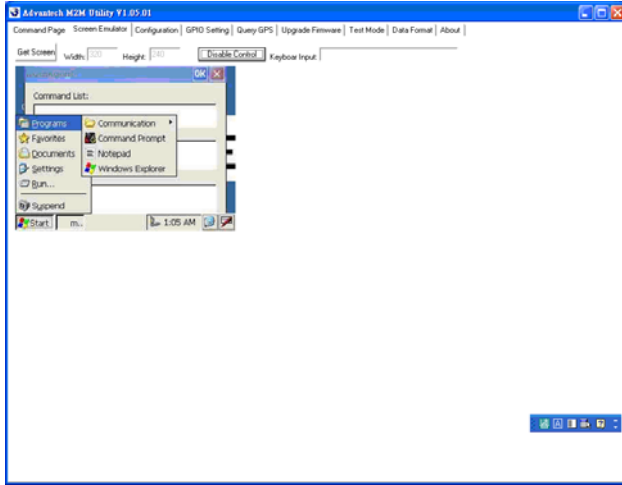 Advantech M2M Utility V1.05.01
Command Page Screen Emulator Configuration GPIO Setting Query GPS Upgrade Firmware Test Mode Data Format About
Get Screen Width: 320 Height: 240 Disable Control Keyboar Input:
OK
Command List:
Programs Communication
Favorites Command Prompt
Documents Notepad
Settings Windows Explorer
Run...
Suspend
Start m.. 1:05 AM